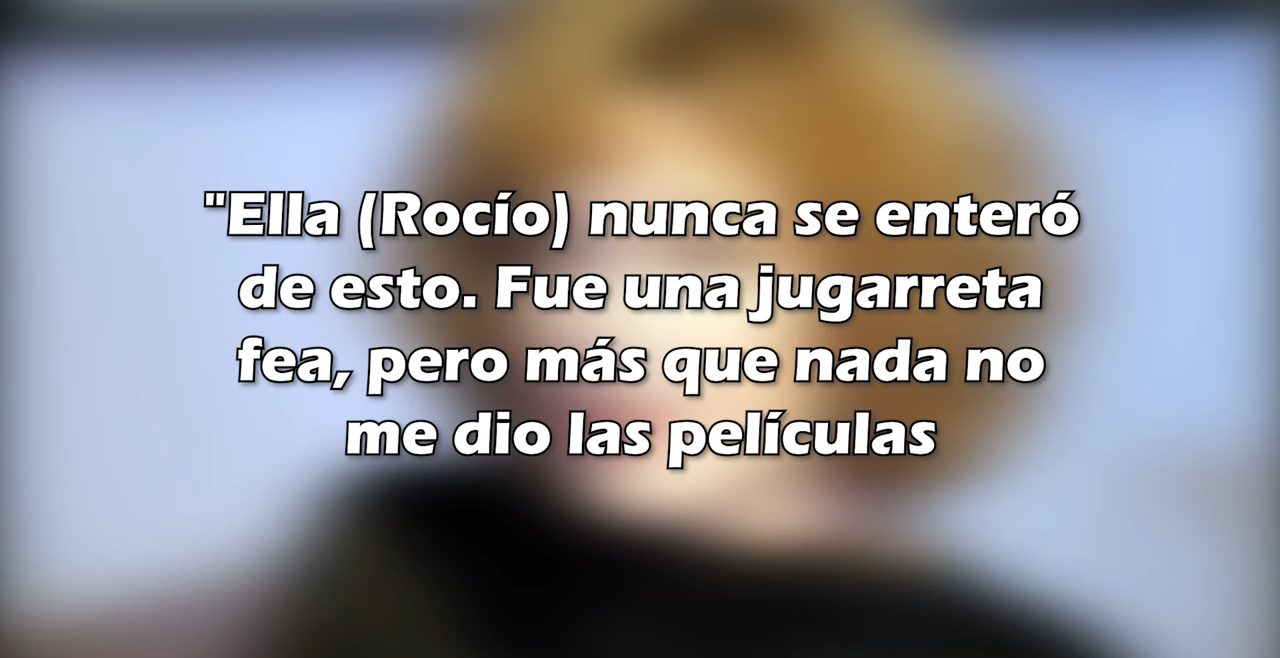 "Ella (Rocío) nunca se enteró
de esto. Fue una jugarreta
fea, pero más que nada no
me dio las películas